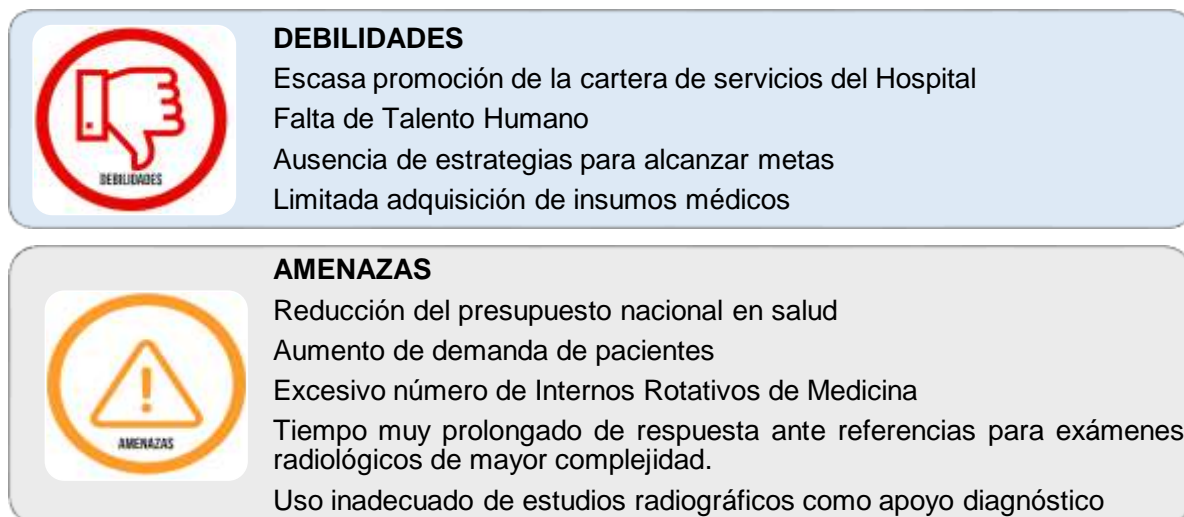 DEBILIDADES
Escasa promoción de la cartera de servicios del Hospital
Falta de Talento Humano
Ausencia de estrategias para alcanzar metas
Limitada adquisición de insumos médicos
DEBILIDADES
AMENAZAS
Reducción del presupuesto nacional en salud
Aumento de demanda de pacientes
Excesivo número de Internos Rotativos de Medicina
Tiempo muy prolongado de respuesta ante referencias para exámenes
radiológicos de mayor complejidad.
Uso inadecuado de estudios radiográficos como apoyo diagnóstico
AMENAZAS